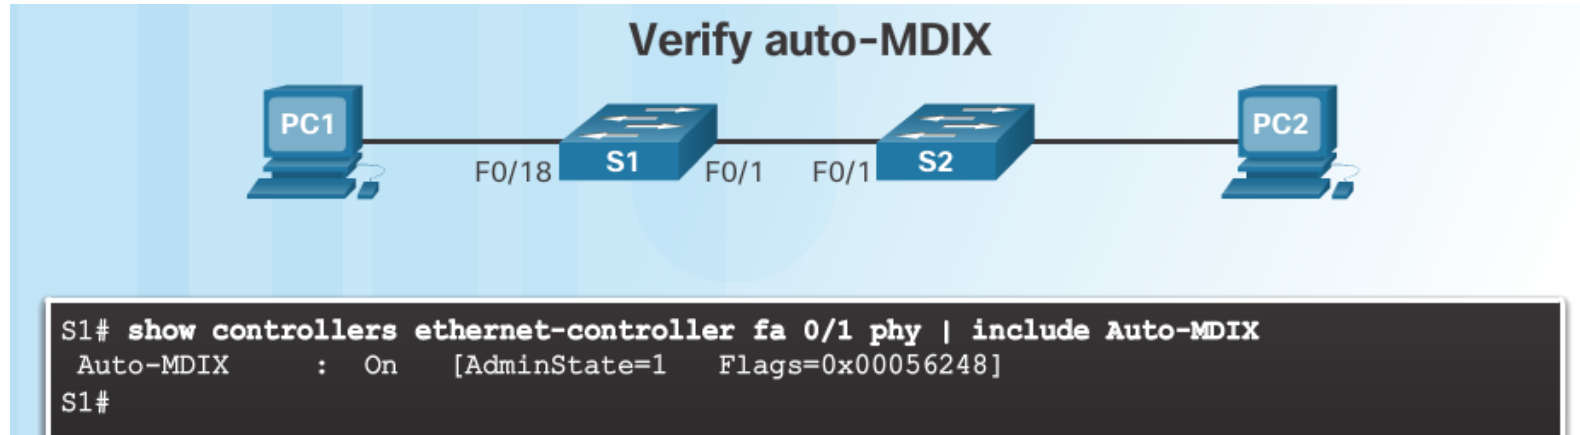 Verify auto-MDIX
PC1
PC2
S1
S2
F0/18
F0/1
F0/1
S1# show controllers ethernet-controller fa 0/1 phy | include Auto-MDIX
Auto-MDIX : On [AdminState=1 Flags=0x00056248]
S1#